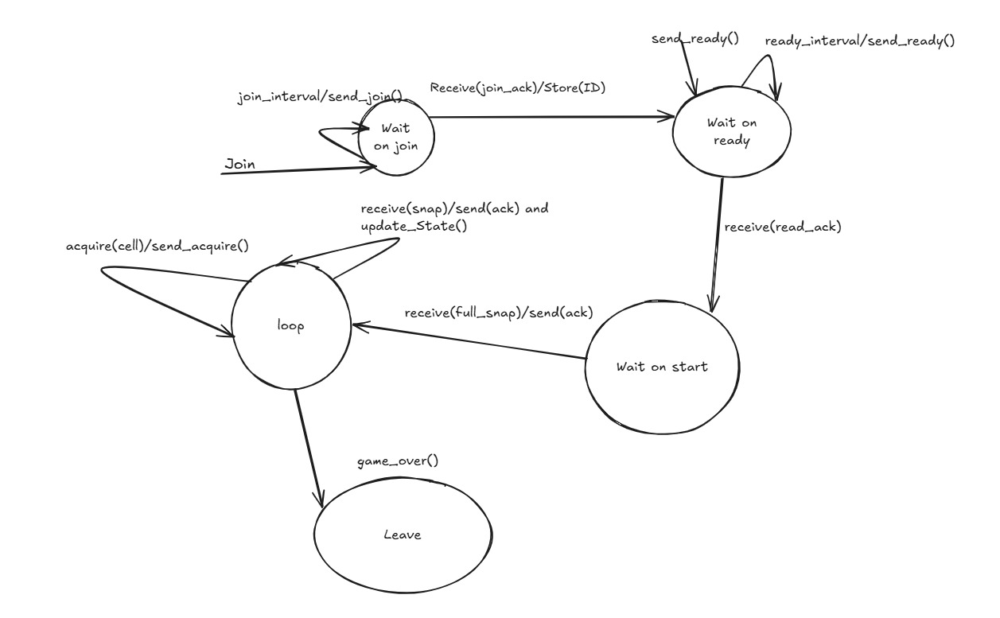 send_ready()
ready_interval/send_ready()
Receive(join_ack)/Store(ID)
join_interval/send_join()
Wait
on join
Wait on
ready
Join
receive(snap)/send(ack) and
update_State()
receive(read_ack)
acquire(cell)/send_acquire()
receive(full_snap)/send(ack)
loop
Wait on start
game_over()
Leave